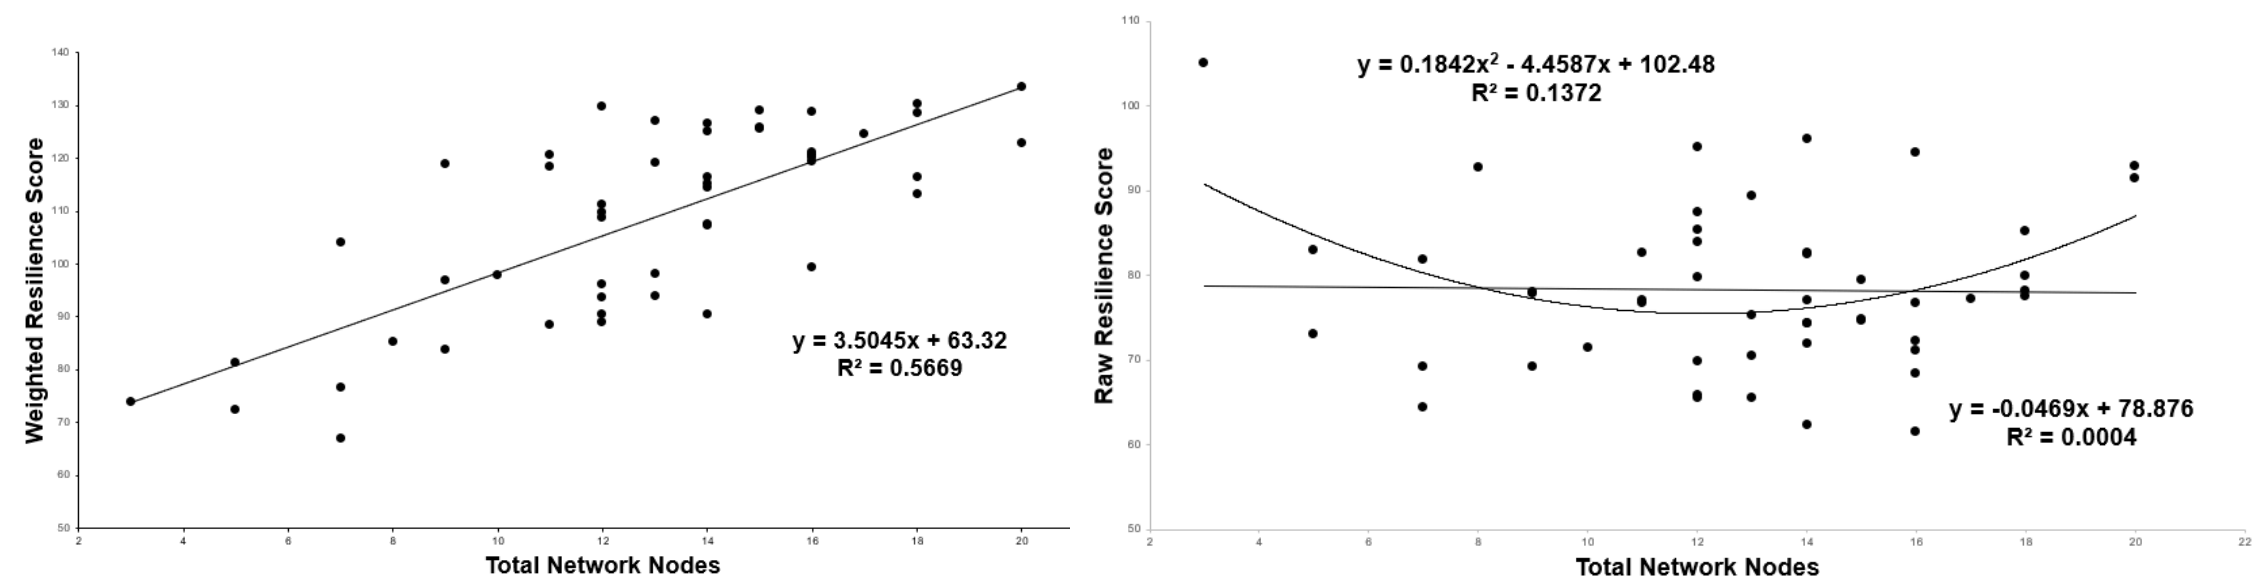 Weighted Resilience Score
140
130
120
110
100
90
80
70
60
50
2 4 6 8 10 12 14 16 18 20
Total Network Nodes
y = 3.5045x + 63.32
R² = 0.5669
Raw Resilience Score
110
100
90
80
70
60
50
2 4 6 8 10 12 14 16 18 20 22
Total Network Nodes
y = 0.1842x² - 4.4587x + 102.48
R² = 0.1372
y = -0.0469x + 78.876
R² = 0.0004